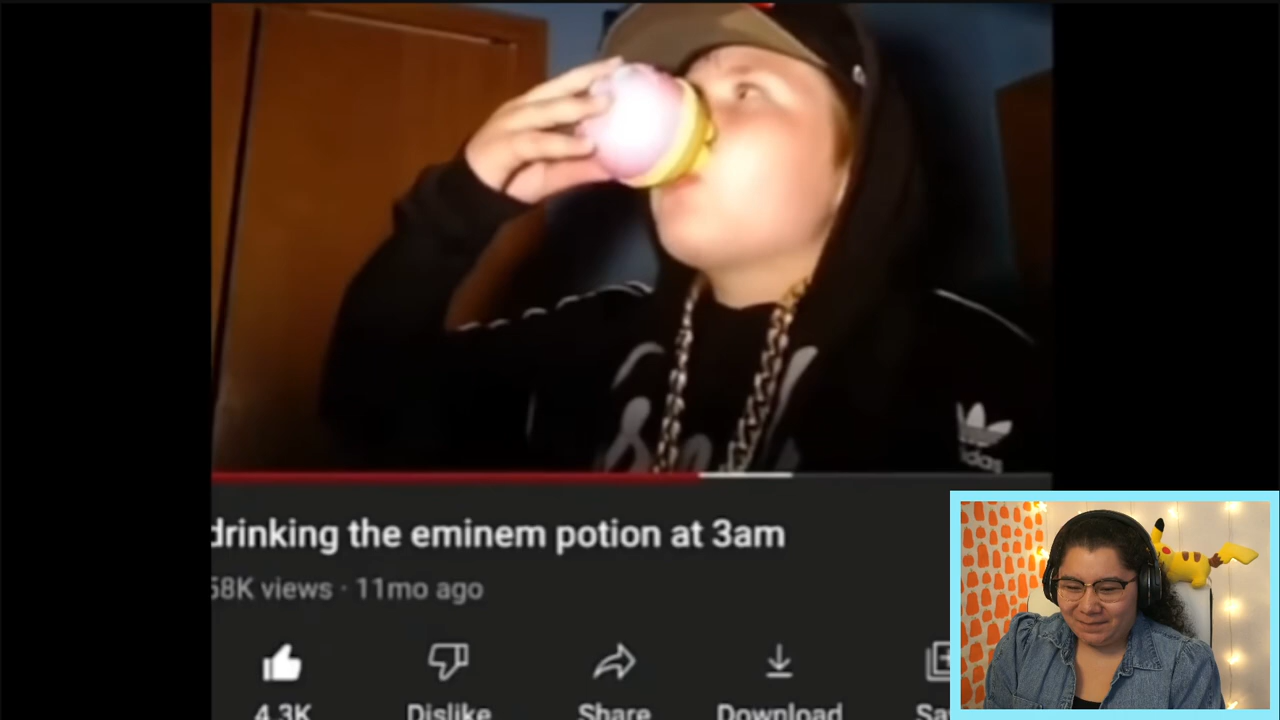 drinking the eminem potion at 3am
58K views · 11mo ago
4.3K Dislike Share Download